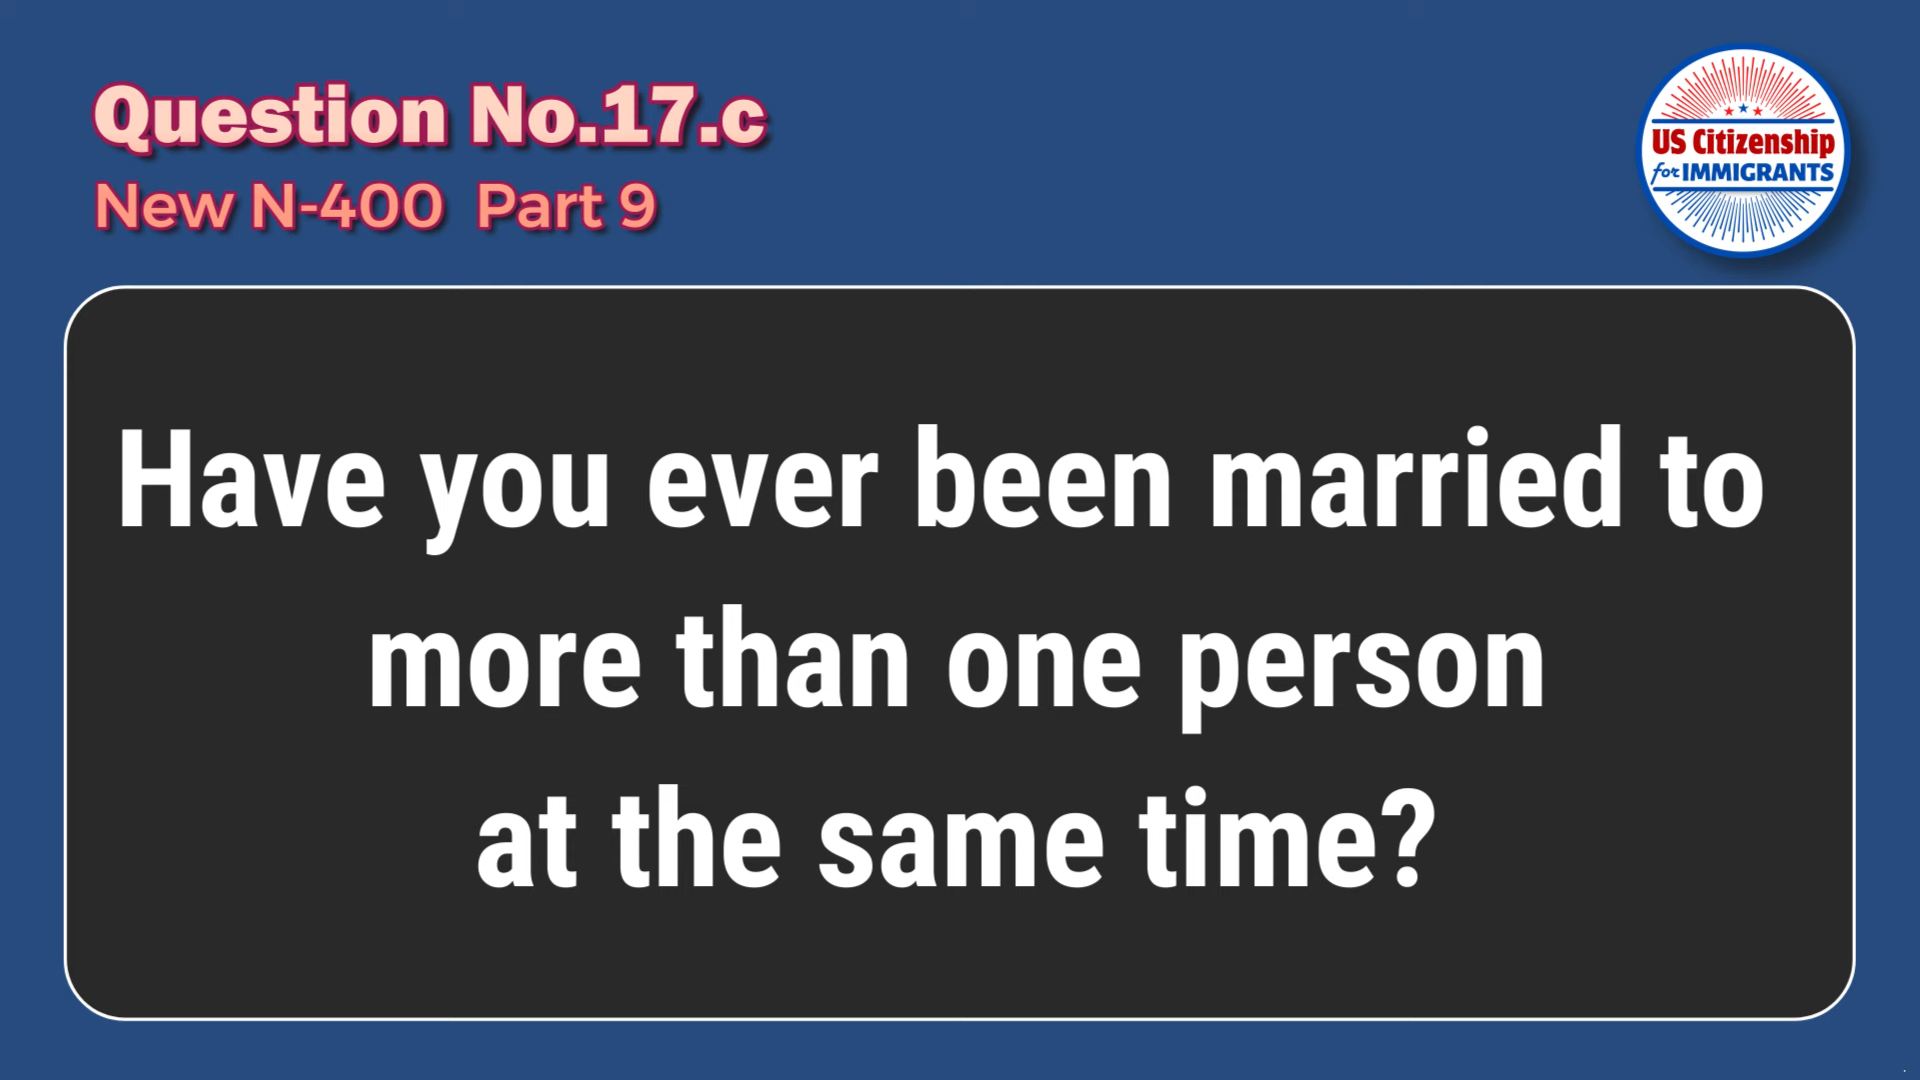 Question No.17.c
New N-400 Part 9
US Citizenship
for IMMIGRANTS
Have you ever been married to
more than one person
at the same time?